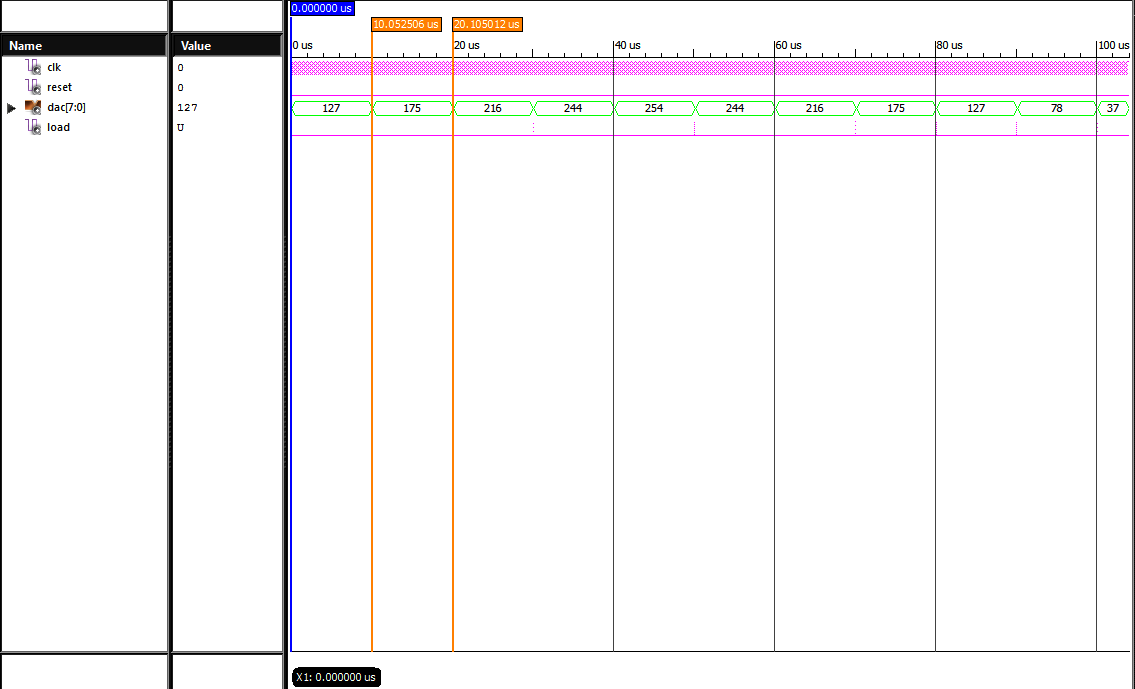 0.000000 us
10.052506 us 20.105012 us
Name Value 0 us 20 us 40 us 60 us 80 us 100 us
clk 0
reset 0
dac[7:0] 127 127 175 216 244 254 244 216 175 127 78 37
load U
X1: 0.000000 us